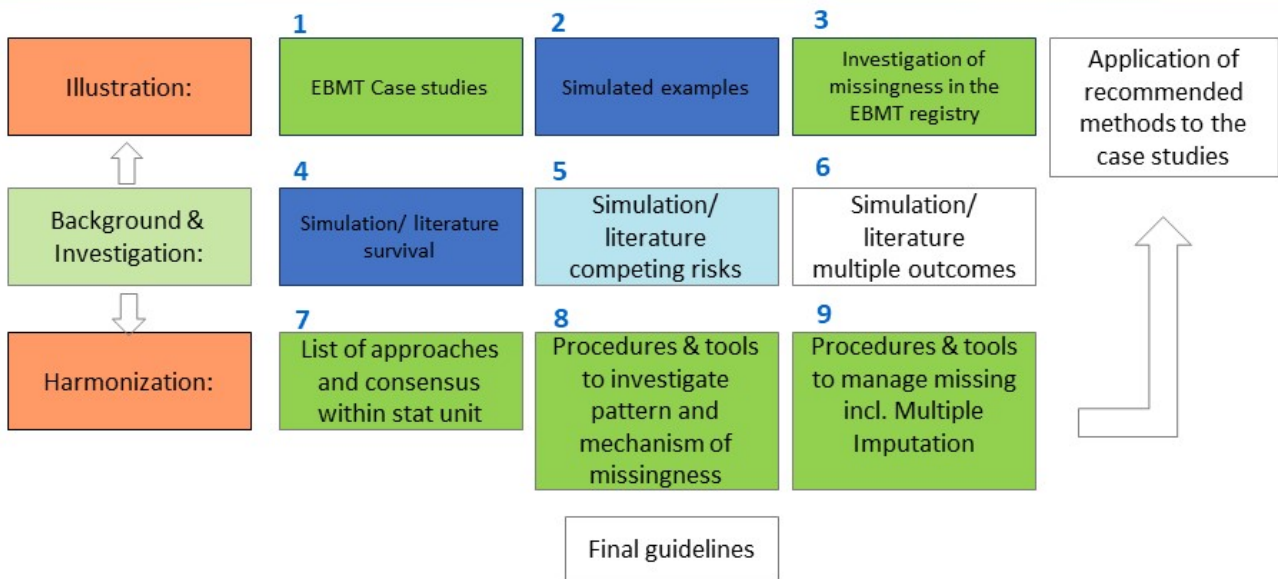 1
2
3
Illustration:
EBMT Case studies
Simulated examples
Investigation of
missingness in the
EBMT registry
Application of
recommended
methods to the
case studies
4
5
6
Background &
Investigation:
Simulation/ literature
survival
Simulation/
literature
competing risks
Simulation/
literature
multiple outcomes
7
8
9
Harmonization:
List of approaches
and consensus
within stat unit
Procedures & tools
to investigate
pattern and
mechanism of
missingness
Procedures & tools
to manage missing
incl. Multiple
Imputation
Final guidelines